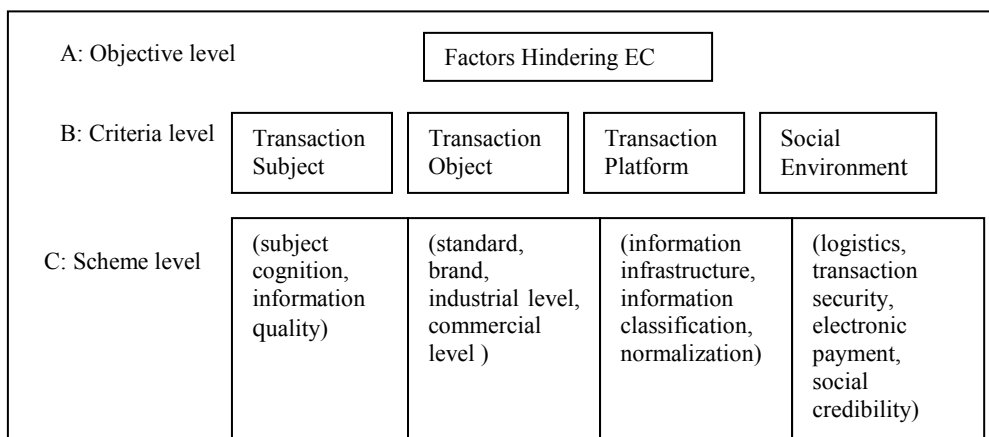 A: Objective level
Factors Hindering EC
B: Criteria level
Transaction
Subject
Transaction
Object
Transaction
Platform
Social
Environment
C: Scheme level
(subject
cognition,
information
quality)
(standard,
brand,
industrial level,
commercial
level )
(information
infrastructure,
information
classification,
normalization)
(logistics,
transaction
security,
electronic
payment,
social
credibility)